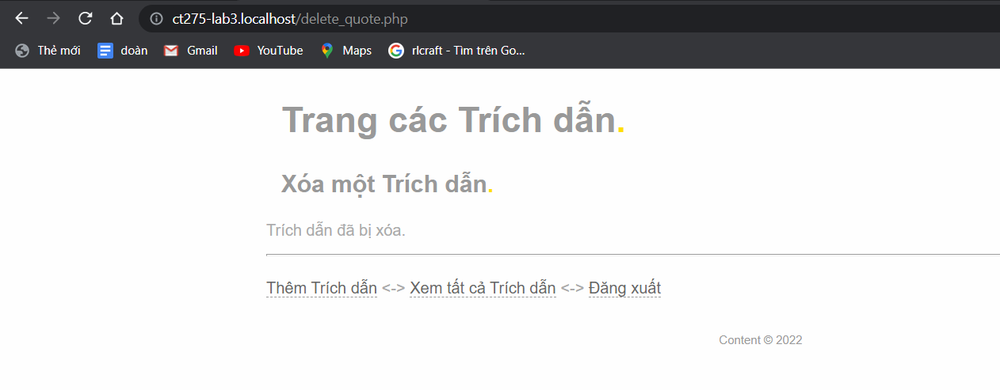 ct275-lab3.localhost/delete_quote.php
Thẻ mới doàn Gmail YouTube Maps rlcraft - Tìm trên Go...
Trang các Trích dẫn.
Xóa một Trích dẫn.
Trích dẫn đã bị xóa.
Thêm Trích dẫn <-> Xem tất cả Trích dẫn <-> Đăng xuất
Content © 2022